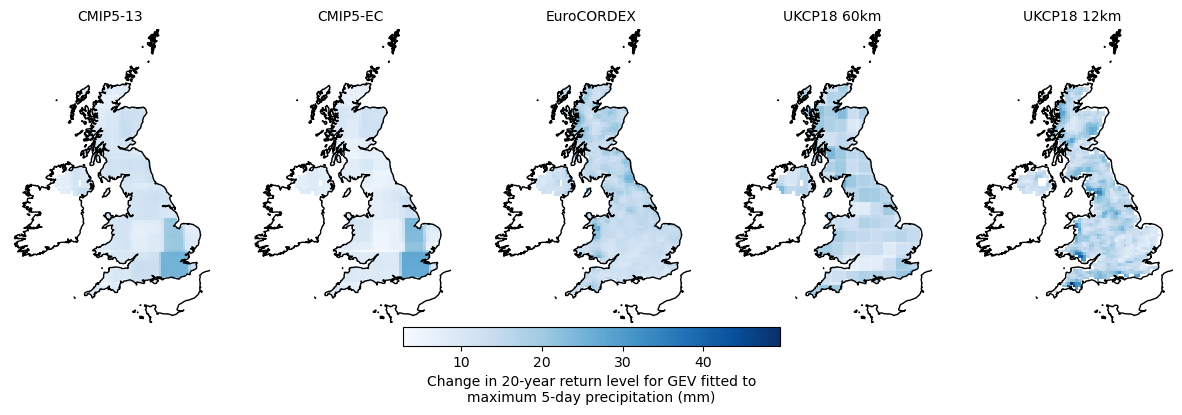 CMIP5-13
CMIP5-EC
EuroCORDEX
UKCP18 60km
UKCP18 12km
10 20 30 40
Change in 20-year return level for GEV fitted to
maximum 5-day precipitation (mm)